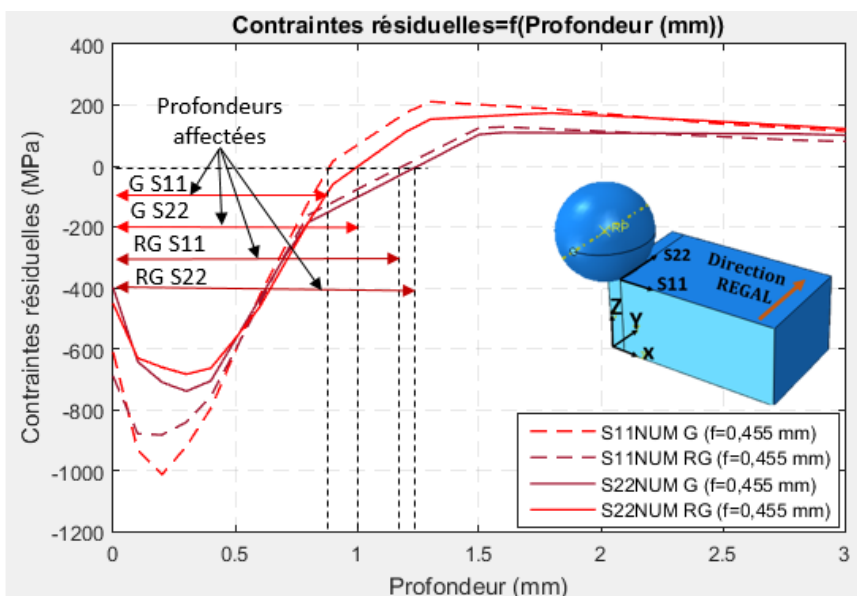 Contraintes résiduelles=f(Profondeur (mm))
Contraintes résiduelles (MPa)
400
200
0
-200
-400
-600
-800
-1000
-1200
Profondeurs
affectées
G S11
G S22
RG S11
RG S22
RP
S22
S11
Direction
REGAL
Z
Y
x
S11NUM G (f=0,455 mm)
S11NUM RG (f=0,455 mm)
S22NUM G (f=0,455 mm)
S22NUM RG (f=0,455 mm)
0
0.5
1
1.5
2
2.5
3
Profondeur (mm)